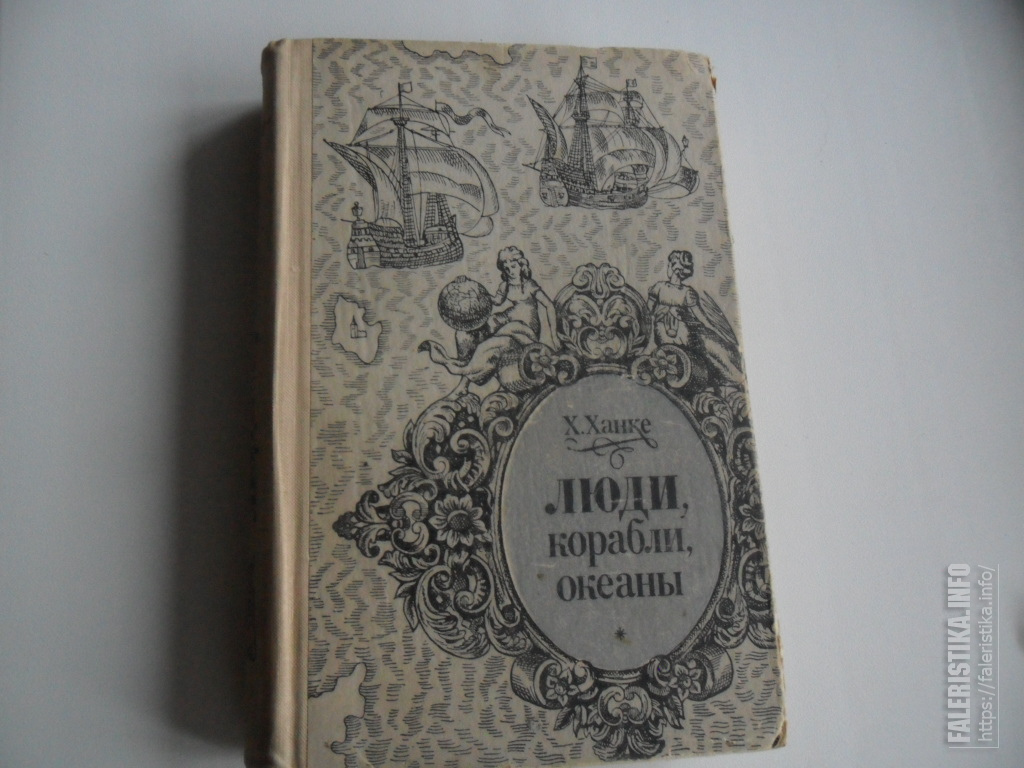 Х.Ханке
ЛЮДИ,
корабли,
океаны
FALERISTIKA.INFO
https://faleristika.info/